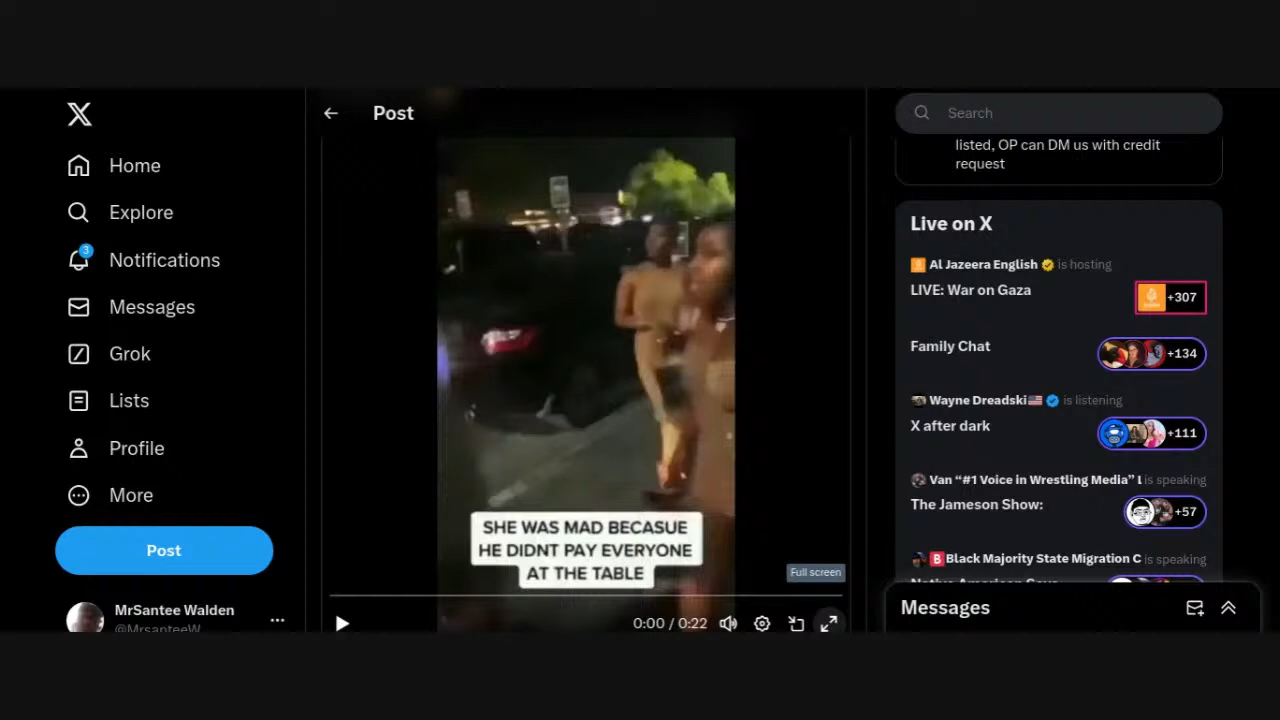 Home
Explore
3
Notifications
Messages
Grok
Lists
Profile
More
Post
MrSantee Walden
@MrsanteeW
Post
SHE WAS MAD BECASUE
HE DIDNT PAY EVERYONE
AT THE TABLE
Full screen
0:00 / 0:22
Search
listed, OP can DM us with credit
request
Live on X
Al Jazeera English is hosting
LIVE: War on Gaza
+307
Family Chat
+134
Wayne Dreadski is listening
X after dark
+111
Van “#1 Voice in Wrestling Media” is speaking
The Jameson Show:
+57
B Black Majority State Migration C is speaking
Messages